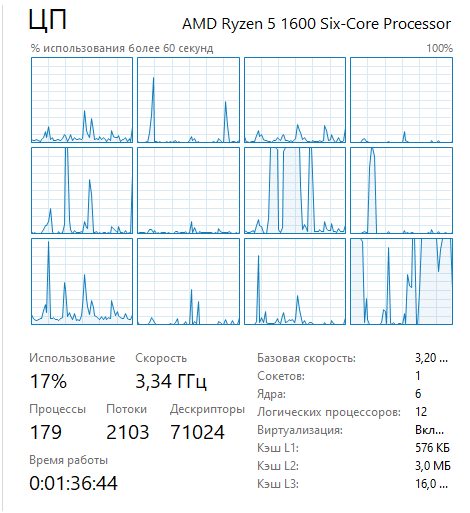 ЦП AMD Ryzen 5 1600 Six-Core Processor
% использования более 60 секунд 100%
Использование Скорость
17% 3,34 ГГц
Процессы Потоки Дескрипторы
179 2103 71024
Время работы
0:01:36:44
Базовая скорость: 3,20 ...
Сокетов: 1
Ядра: 6
Логических процессоров: 12
Виртуализация: Вкл...
Кэш L1: 576 КБ
Кэш L2: 3,0 МБ
Кэш L3: 16,0 ...